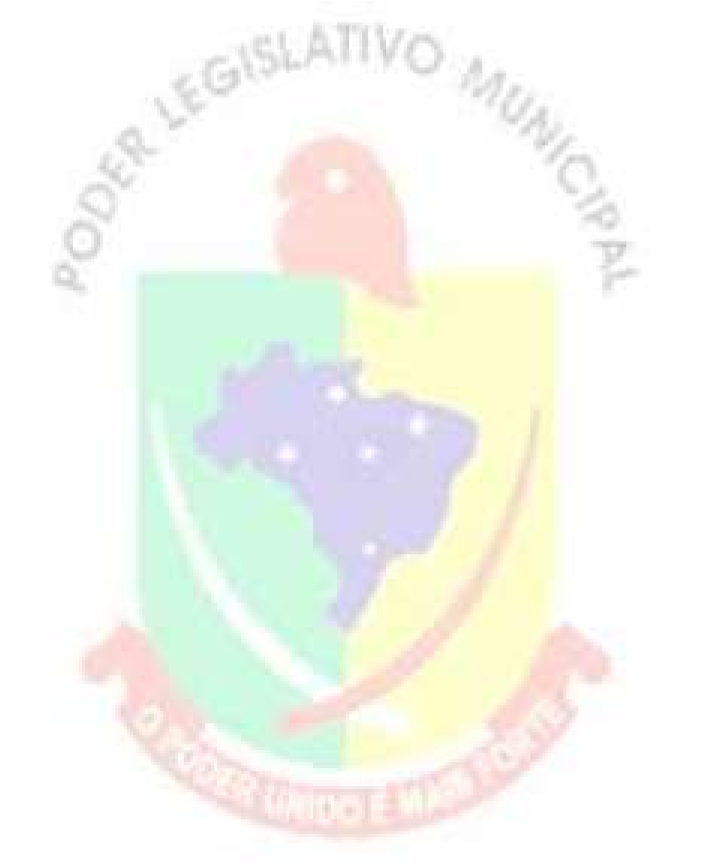 PODER LEGISLATIVO MUNICIPAL
O PODER UNIDO É MAIS FORTE